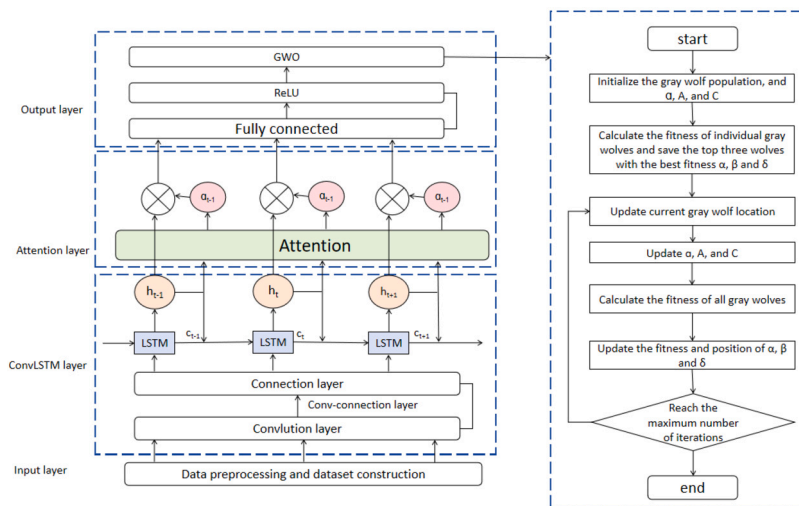 Output layer
GWO
ReLU
Fully connected
Attention layer
αt-1
αt-1
αt-1
Attention
ConvLSTM layer
ht-1
ht
ht+1
LSTM
ct-1
LSTM
ct
LSTM
ct+1
Connection layer
Conv-connection layer
Convlution layer
Input layer
Data preprocessing and dataset construction
start
Initialize the gray wolf population, and
α, A, and C
Calculate the fitness of individual gray
wolves and save the top three wolves
with the best fitness α, β and δ
Update current gray wolf location
Update α, A, and C
Calculate the fitness of all gray wolves
Update the fitness and position of α, β
and δ
Reach the
maximum number
of iterations
end